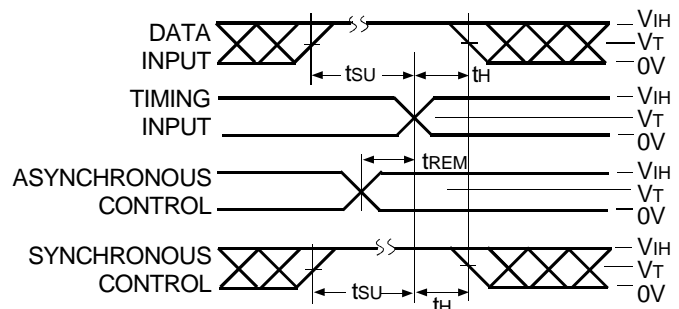 DATA
INPUT
tSU
tH
VIH
VT
0V
TIMING
INPUT
VIH
VT
0V
tREM
ASYNCHRONOUS
CONTROL
VIH
VT
0V
SYNCHRONOUS
CONTROL
tSU
tH
VIH
VT
0V